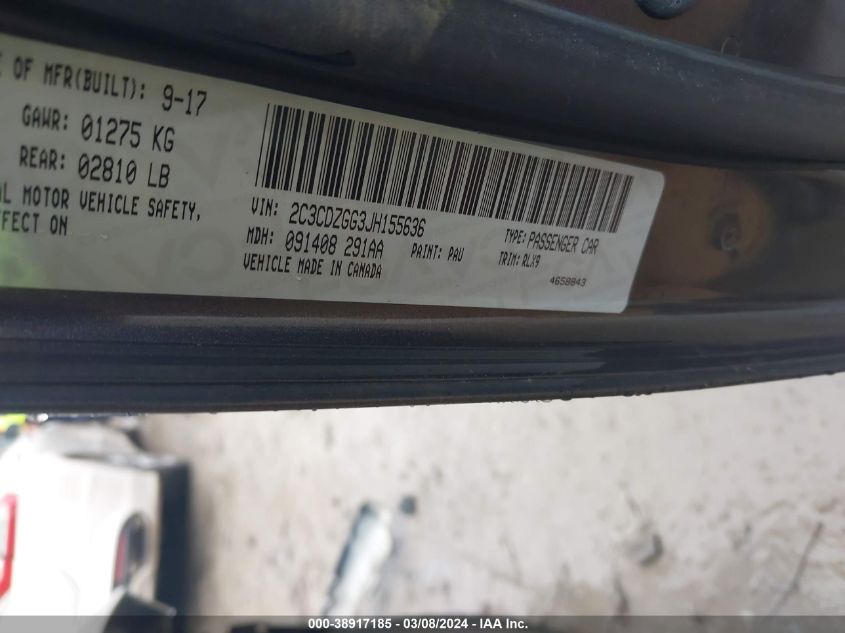 E OF MFR(BUILT): 9-17
GAWR: 01275 KG
REAR: 02810 LB
AL MOTOR VEHICLE SAFETY,
FFECT ON
VIN: 2C3CDZGG3JH155636
TYPE: PASSENGER CAR
MDH: 091408 291AA
PAINT: PAU
TRIM: RLX9
VEHICLE MADE IN CANADA
4658843
000-38917185 - 03/08/2024 - IAA Inc.